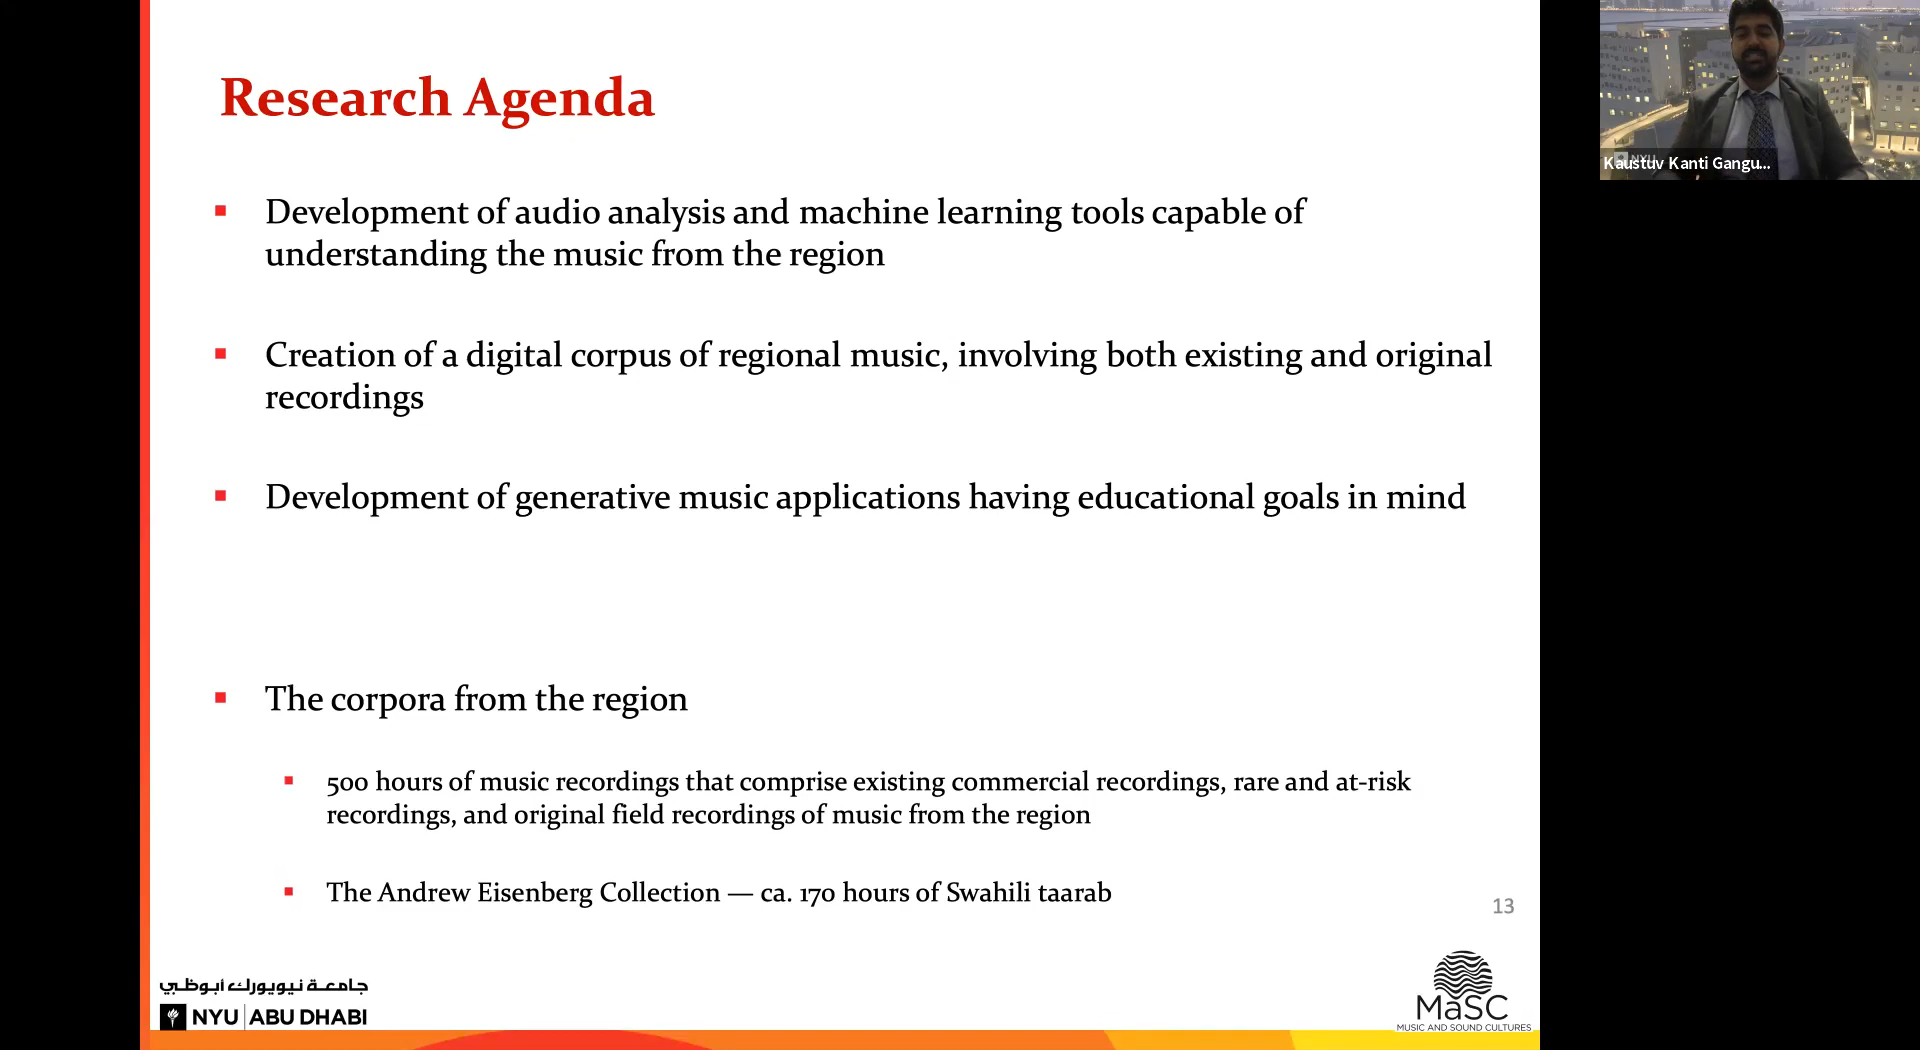 Research Agenda
Development of audio analysis and machine learning tools capable of
understanding the music from the region
Creation of a digital corpus of regional music, involving both existing and original
recordings
Development of generative music applications having educational goals in mind
The corpora from the region
500 hours of music recordings that comprise existing commercial recordings, rare and at-risk
recordings, and original field recordings of music from the region
The Andrew Eisenberg Collection — ca. 170 hours of Swahili taarab
13
جامعـة نيويورك أبوظـبي
NYU | ABU DHABI
MaSC
MUSIC AND SOUND CULTURES
NYU
Kaustuv Kanti Gangu...